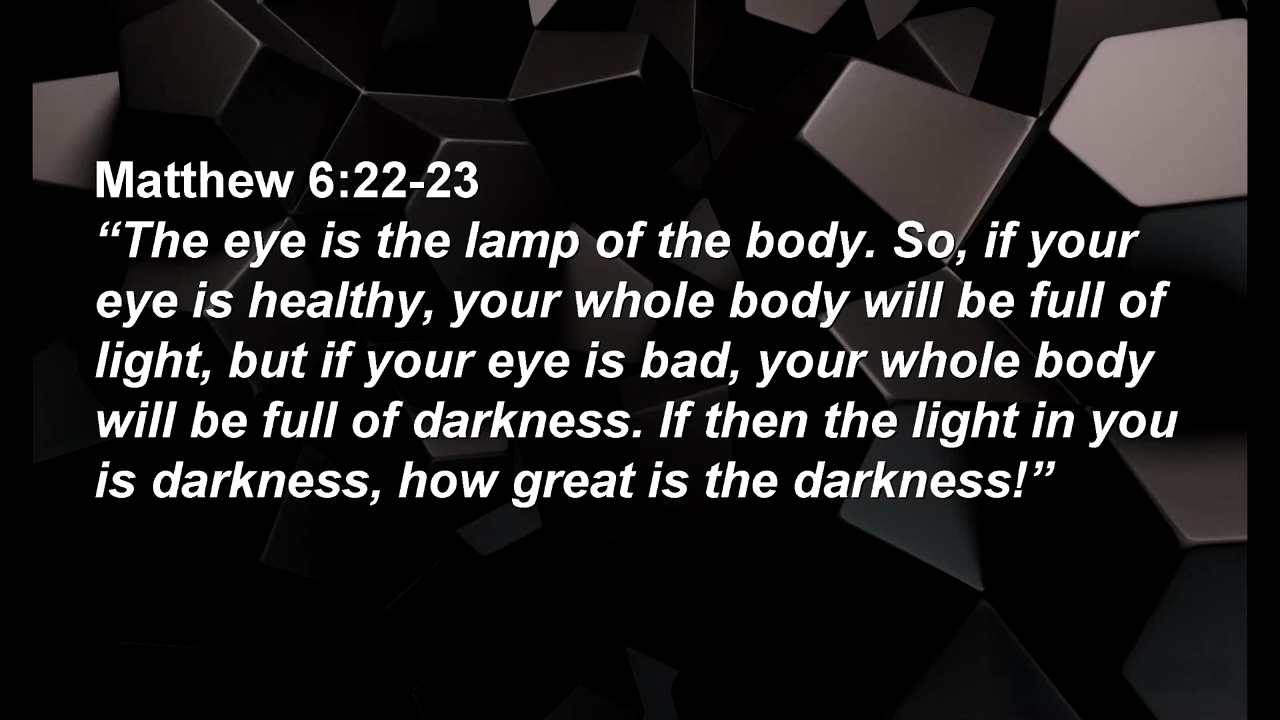 Matthew 6:22-23
“The eye is the lamp of the body. So, if your
eye is healthy, your whole body will be full of
light, but if your eye is bad, your whole body
will be full of darkness. If then the light in you
is darkness, how great is the darkness!”